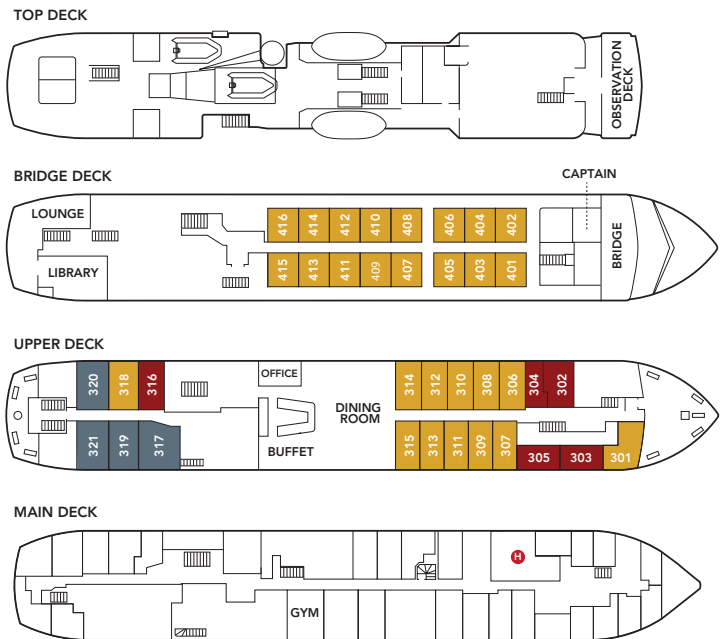 TOP DECK
OBSERVATION
DECK
BRIDGE DECK
CAPTAIN
LOUNGE
416 414 412 410 408 406 404 402
BRIDGE
415 413 411 409 407 405 403 401
LIBRARY
UPPER DECK
320 318 316
OFFICE
314 312 310 308 306 304 302
DINING
ROOM
321 319 317
BUFFET
315 313 311 309 307 305 303 301
MAIN DECK
H
GYM